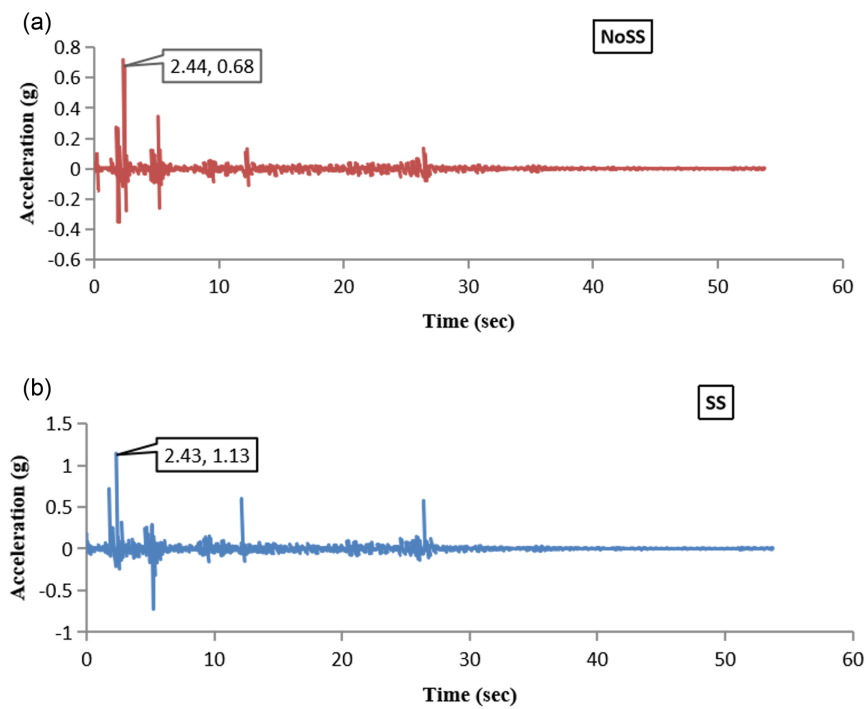 (a)
NoSS
2.44, 0.68
Acceleration (g)
0.8
0.6
0.4
0.2
0
-0.2
-0.4
-0.6
0 10 20 30 40 50 60
Time (sec)
(b)
SS
2.43, 1.13
Acceleration (g)
1.5
1
0.5
0
-0.5
-1
0 10 20 30 40 50 60
Time (sec)